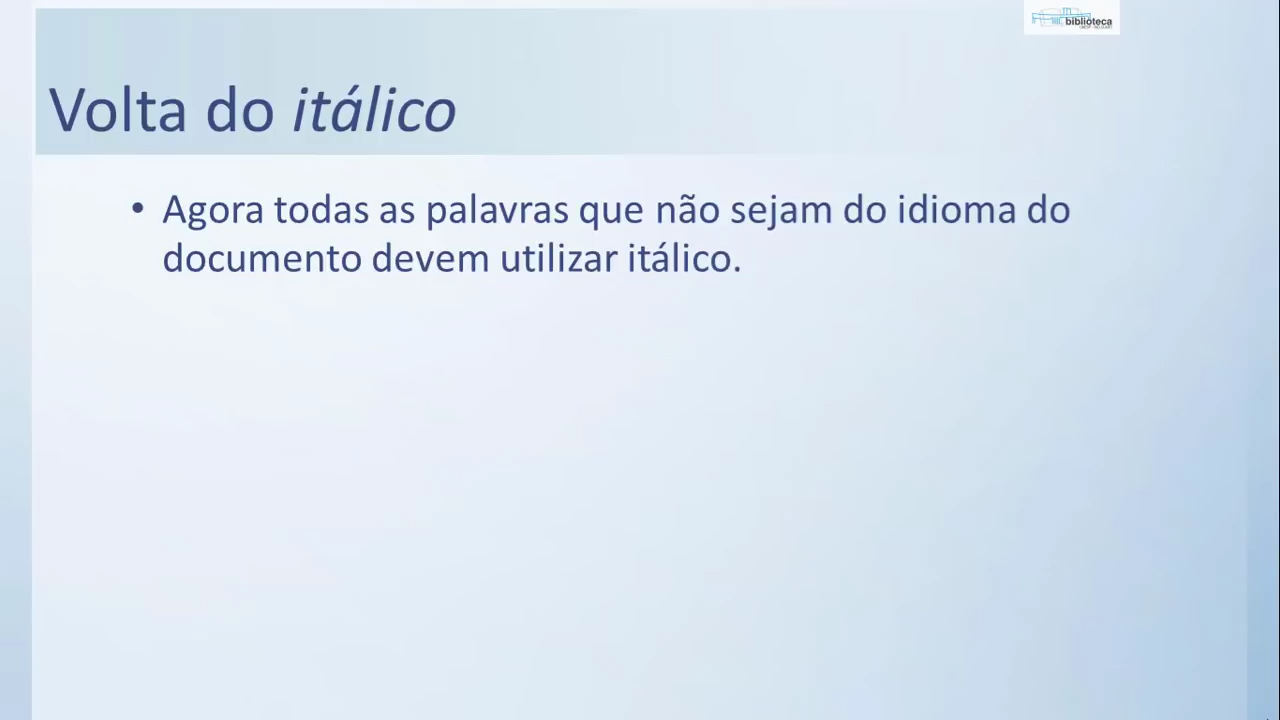 biblioteca
Volta do itálico
• Agora todas as palavras que não sejam do idioma do
documento devem utilizar itálico.